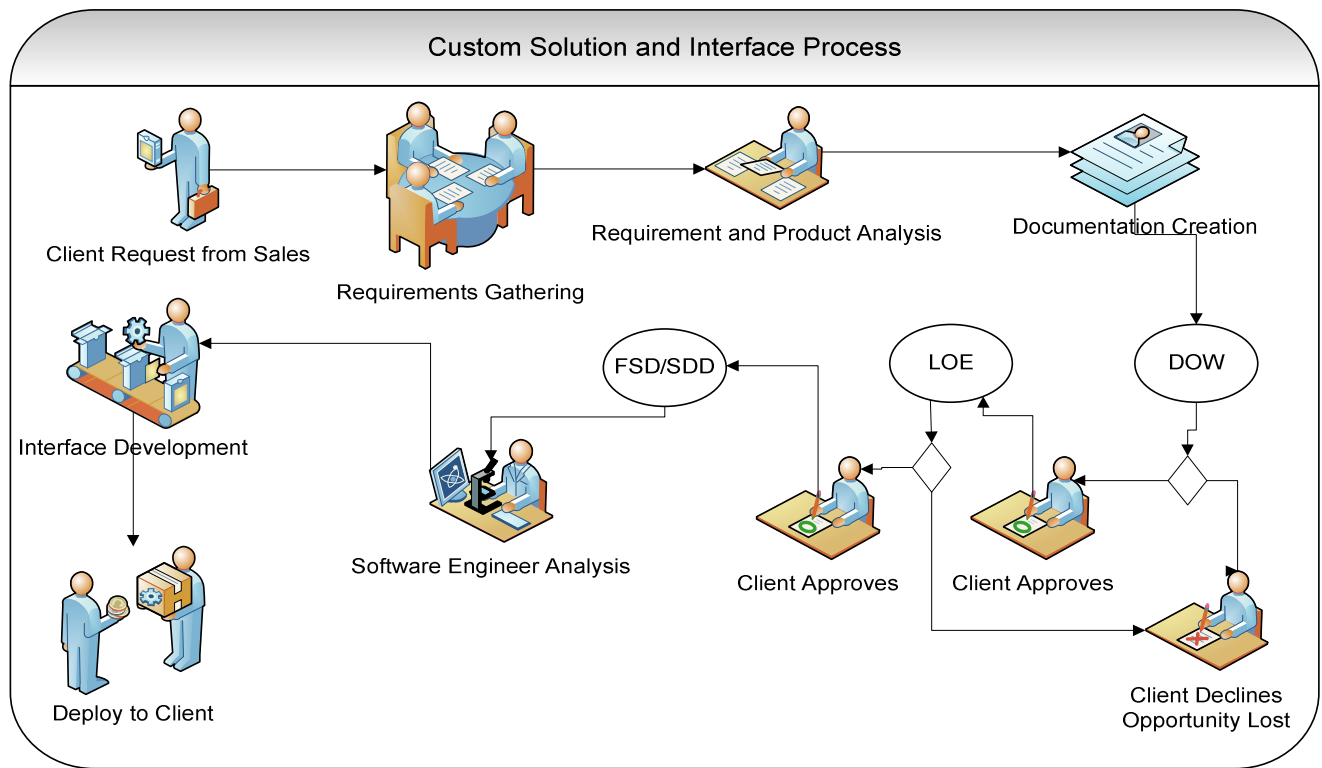 Custom Solution and Interface Process
Client Request from Sales
Requirements Gathering
Requirement and Product Analysis
Documentation Creation
DOW
LOE
FSD/SDD
Interface Development
Software Engineer Analysis
Client Approves
Client Approves
Client Declines
Opportunity Lost
Deploy to Client